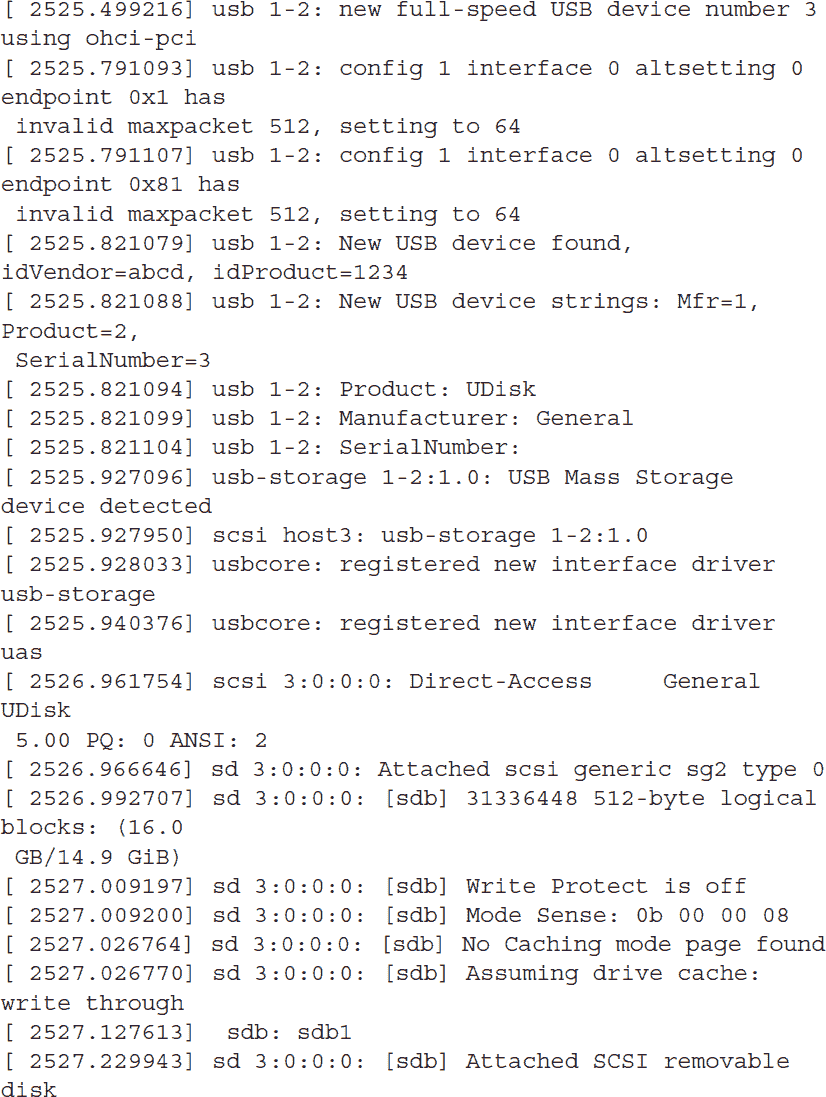 [ 2525.499216] usb 1-2: new full-speed USB device number 3
using ohci-pci
[ 2525.791093] usb 1-2: config 1 interface 0 altsetting 0
endpoint 0x1 has
 invalid maxpacket 512, setting to 64
[ 2525.791107] usb 1-2: config 1 interface 0 altsetting 0
endpoint 0x81 has
 invalid maxpacket 512, setting to 64
[ 2525.821079] usb 1-2: New USB device found,
idVendor=abcd, idProduct=1234
[ 2525.821088] usb 1-2: New USB device strings: Mfr=1,
Product=2,
 SerialNumber=3
[ 2525.821094] usb 1-2: Product: UDisk
[ 2525.821099] usb 1-2: Manufacturer: General
[ 2525.821104] usb 1-2: SerialNumber:
[ 2525.927096] usb-storage 1-2:1.0: USB Mass Storage
device detected
[ 2525.927950] scsi host3: usb-storage 1-2:1.0
[ 2525.928033] usbcore: registered new interface driver
usb-storage
[ 2525.940376] usbcore: registered new interface driver
uas
[ 2526.961754] scsi 3:0:0:0: Direct-Access     General
UDisk
 5.00 PQ: 0 ANSI: 2
[ 2526.966646] sd 3:0:0:0: Attached scsi generic sg2 type 0
[ 2526.992707] sd 3:0:0:0: [sdb] 31336448 512-byte logical
blocks: (16.0
 GB/14.9 GiB)
[ 2527.009197] sd 3:0:0:0: [sdb] Write Protect is off
[ 2527.009200] sd 3:0:0:0: [sdb] Mode Sense: 0b 00 00 08
[ 2527.026764] sd 3:0:0:0: [sdb] No Caching mode page found
[ 2527.026770] sd 3:0:0:0: [sdb] Assuming drive cache:
write through
[ 2527.127613]  sdb: sdb1
[ 2527.229943] sd 3:0:0:0: [sdb] Attached SCSI removable
disk